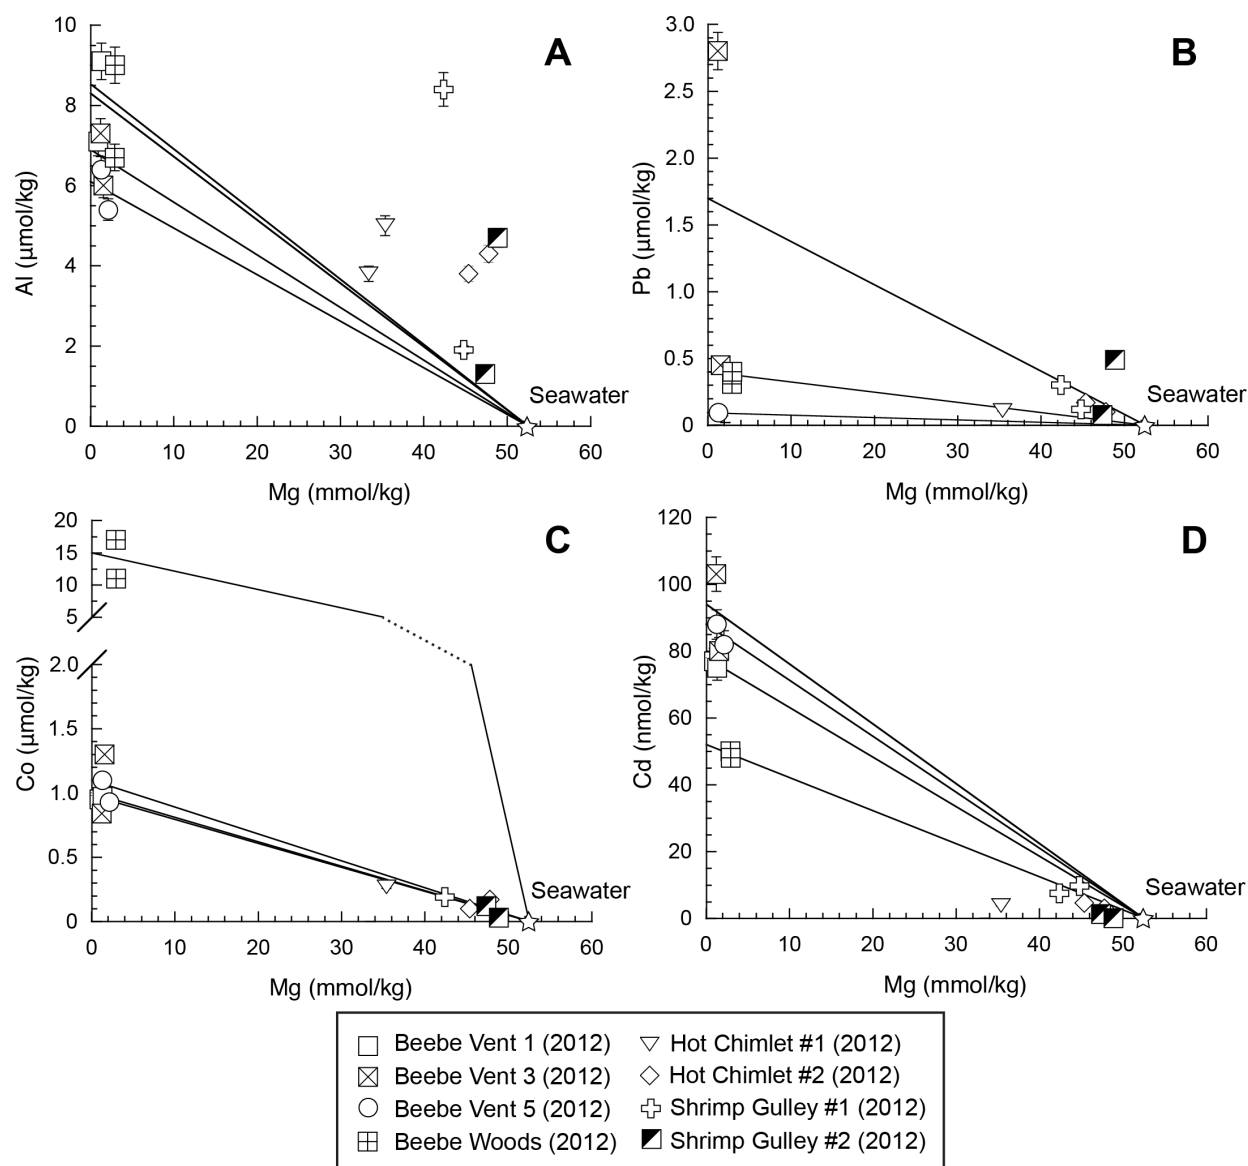 A
10
8
6
4
2
0
Al (µmol/kg)
Seawater
0 10 20 30 40 50 60
Mg (mmol/kg)
B
3.0
2.5
2.0
1.5
1.0
0.5
0
Pb (µmol/kg)
Seawater
0 10 20 30 40 50 60
Mg (mmol/kg)
C
20
15
10
5
2.0
1.5
1.0
0.5
0
Co (µmol/kg)
Seawater
0 10 20 30 40 50 60
Mg (mmol/kg)
D
120
100
80
60
40
20
0
Cd (nmol/kg)
Seawater
0 10 20 30 40 50 60
Mg (mmol/kg)
Beebe Vent 1 (2012)
Beebe Vent 3 (2012)
Beebe Vent 5 (2012)
Beebe Woods (2012)
Hot Chimlet #1 (2012)
Hot Chimlet #2 (2012)
Shrimp Gulley #1 (2012)
Shrimp Gulley #2 (2012)